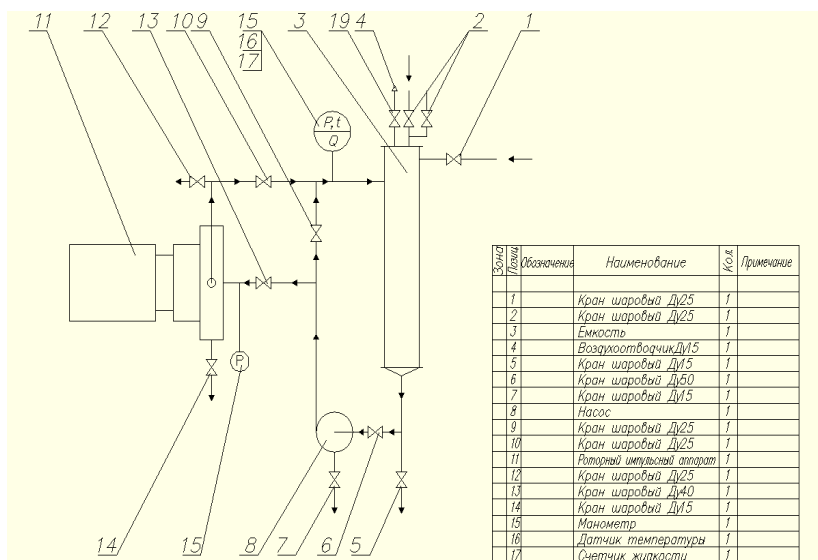 11 12 13 10 9 15 3 19 4 2 1
16
17
P,t
Q
P
14 15 8 7 6 5
Зона Позиц. Обозначение Наименование Кол. Примечание
1 Кран шаровый Ду25 1
2 Кран шаровый Ду25 1
3 Емкость 1
4 Воздухоотводчик Ду15 1
5 Кран шаровый Ду15 1
6 Кран шаровый Ду50 1
7 Кран шаровый Ду15 1
8 Насос 1
9 Кран шаровый Ду25 1
10 Кран шаровый Ду25 1
11 Роторный импульсный аппарат 1
12 Кран шаровый Ду25 1
13 Кран шаровый Ду40 1
14 Кран шаровый Ду15 1
15 Манометр 1
16 Датчик температуры 1
17 Счетчик жидкости 1